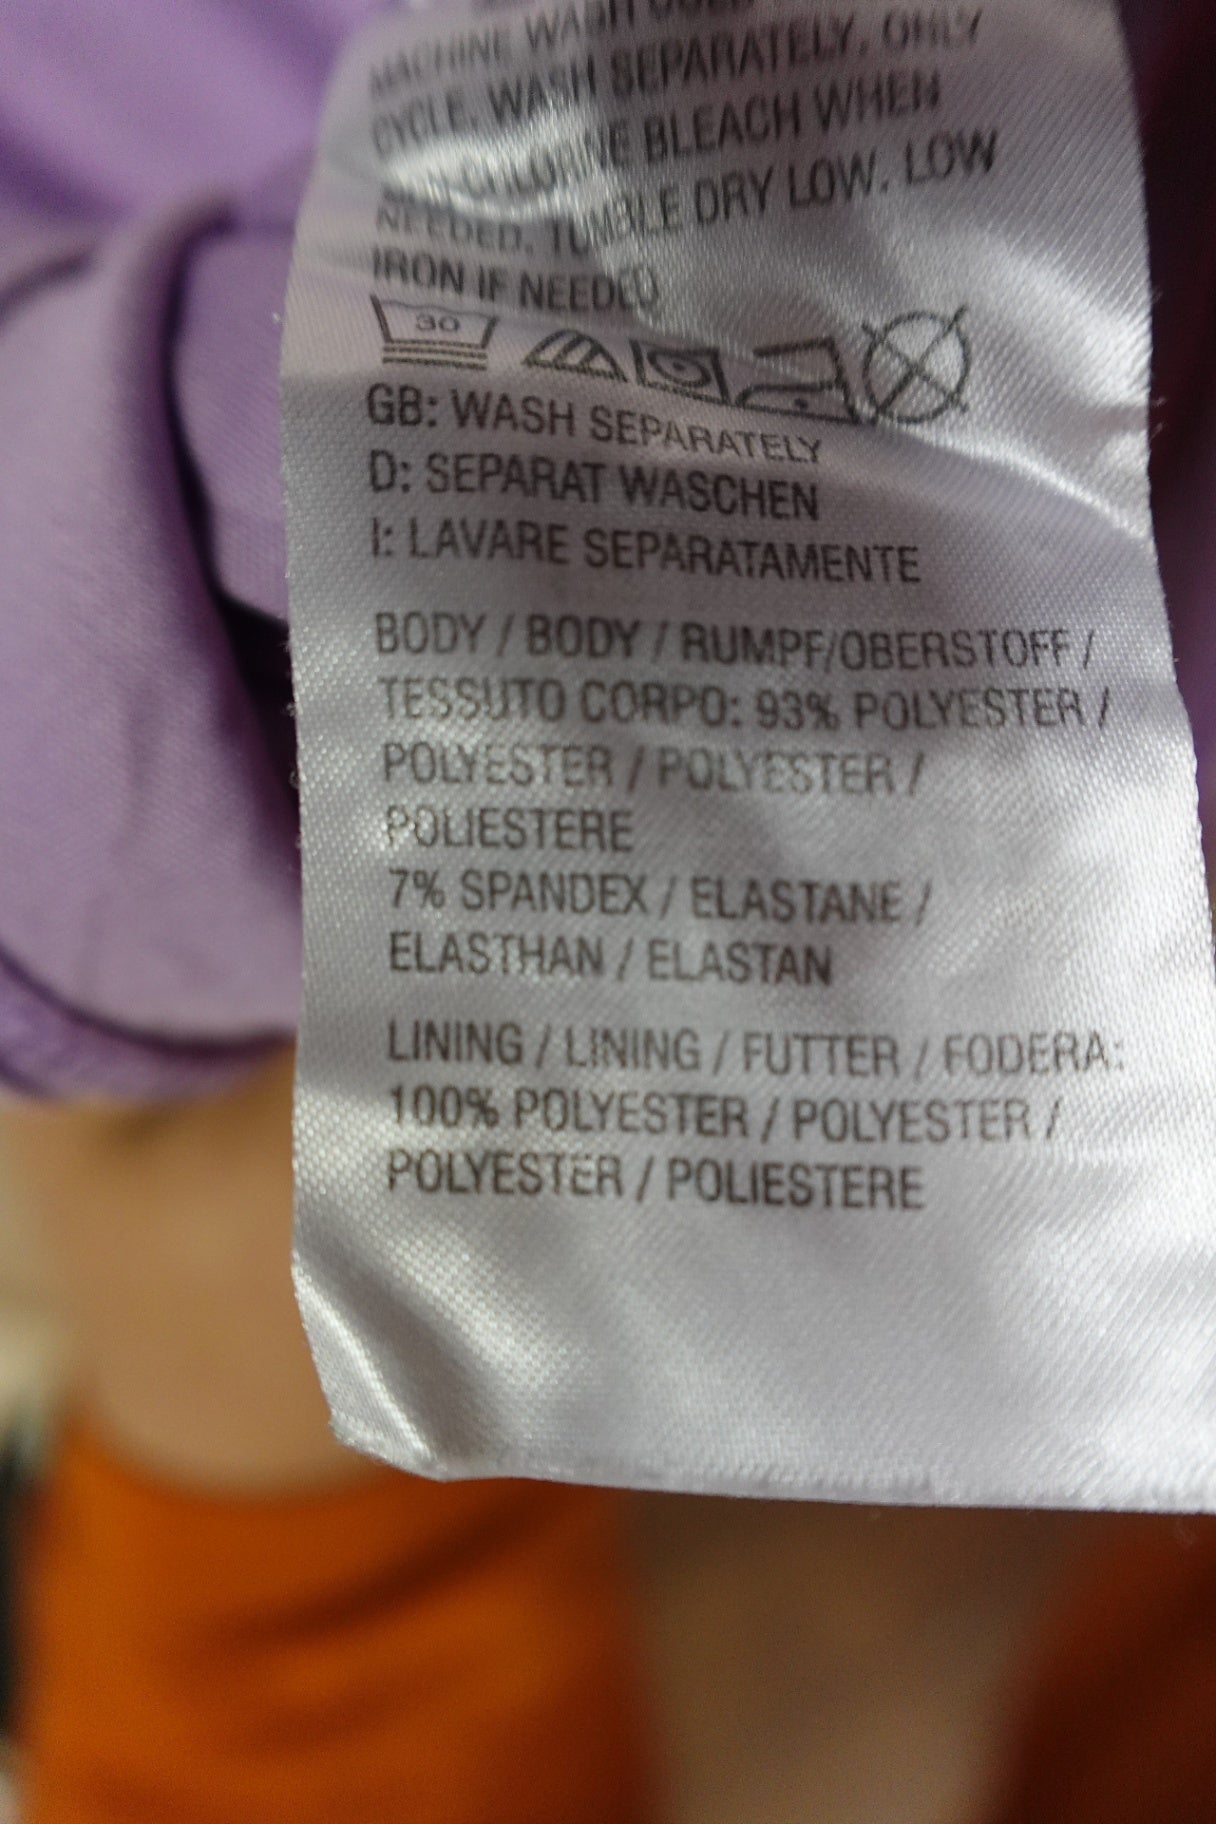 MACHINE WASH COLD
CYCLE. WASH SEPARATELY. ONLY
CHLORINE BLEACH WHEN
NEEDED. TUMBLE DRY LOW. LOW
IRON IF NEEDED
30
GB: WASH SEPARATELY
D: SEPARAT WASCHEN
I: LAVARE SEPARATAMENTE
BODY / BODY / RUMPF/OBERSTOFF /
TESSUTO CORPO: 93% POLYESTER /
POLYESTER / POLYESTER /
POLIESTERE
7% SPANDEX / ELASTANE /
ELASTHAN / ELASTAN
LINING / LINING / FUTTER / FODERA:
100% POLYESTER / POLYESTER /
POLYESTER / POLIESTERE